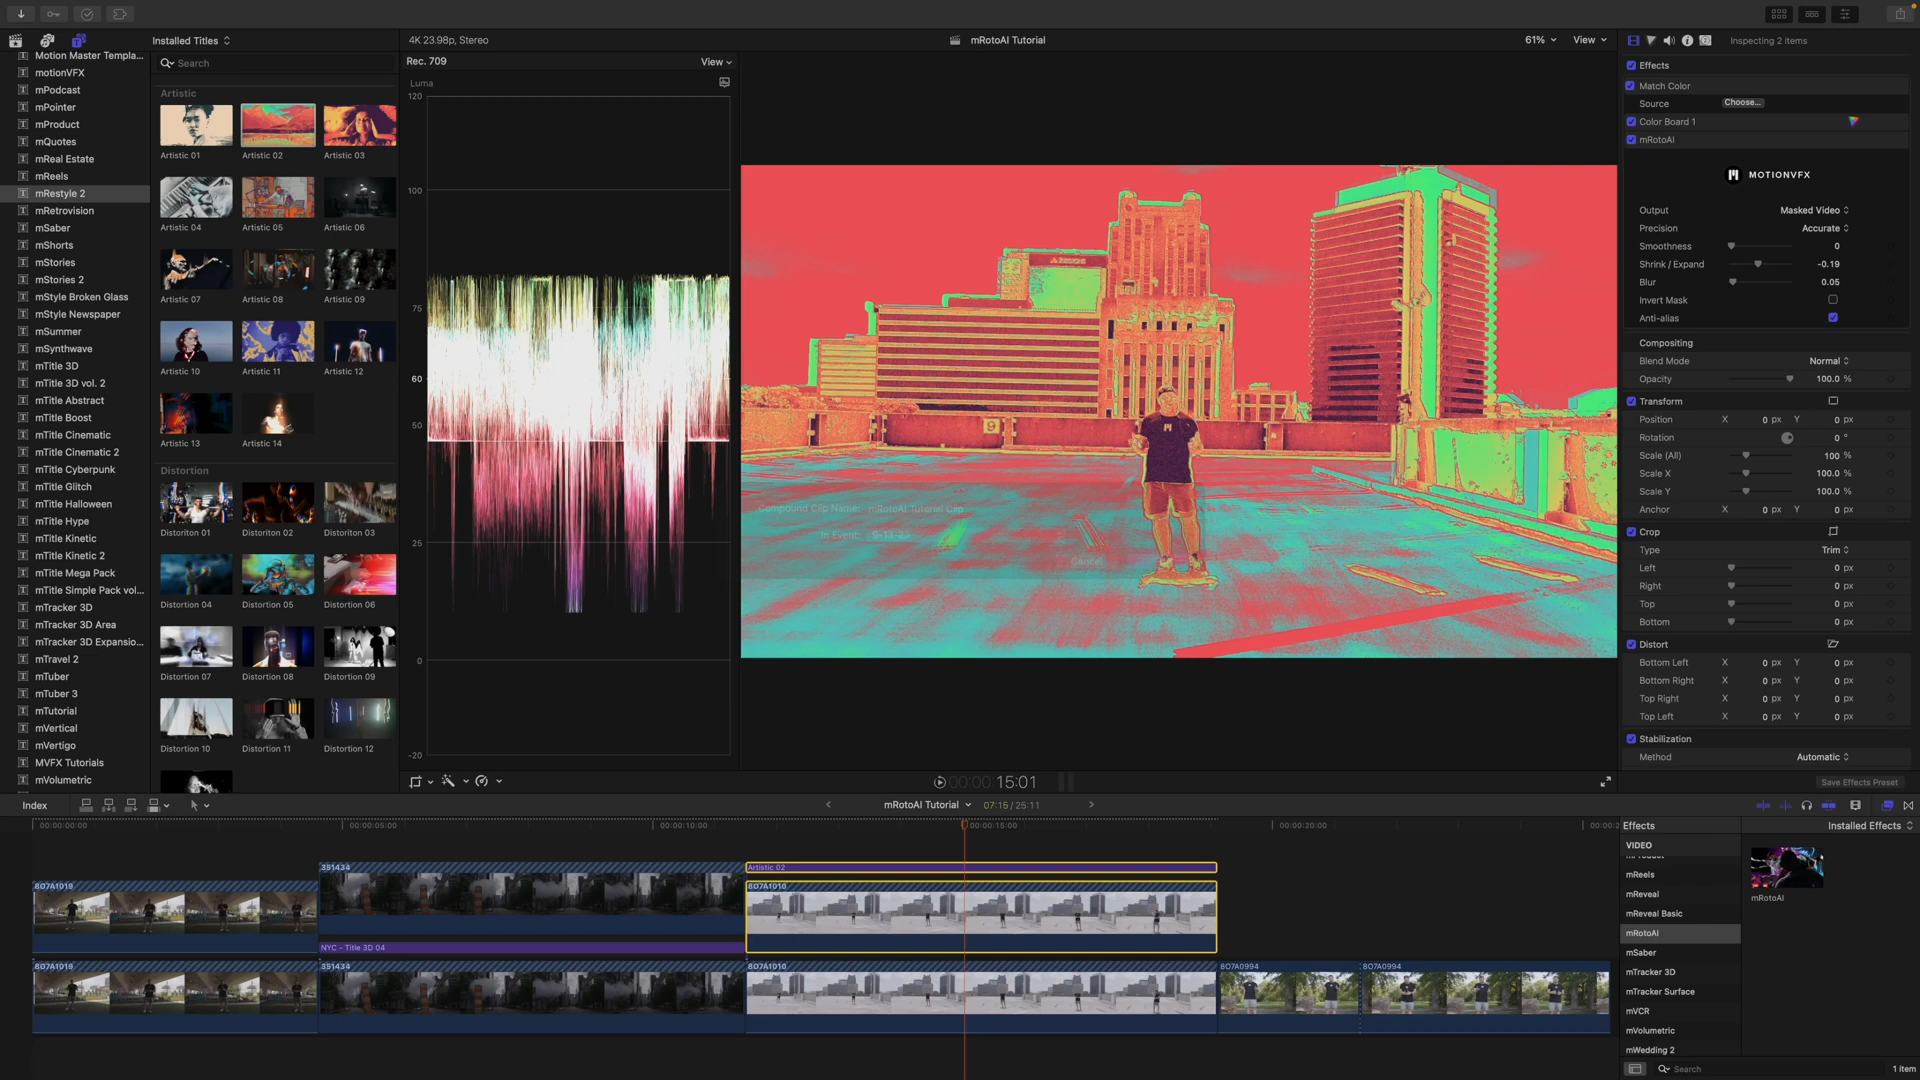 Installed Titles
4K 23.98p, Stereo
mRotoAI Tutorial
61%
View
Inspecting 2 items
Motion Master Templa...
motionVFX
mPodcast
mPointer
mProduct
mQuotes
mReal Estate
mReels
mRestyle 2
mRetrovision
mSaber
mShorts
mStories
mStories 2
mStyle Broken Glass
mStyle Newspaper
mSummer
mSynthwave
mTitle 3D
mTitle 3D vol. 2
mTitle Abstract
mTitle Boost
mTitle Cinematic
mTitle Cinematic 2
mTitle Cyberpunk
mTitle Glitch
mTitle Halloween
mTitle Hype
mTitle Kinetic
mTitle Kinetic 2
mTitle Mega Pack
mTitle Simple Pack vol...
mTracker 3D
mTracker 3D Area
mTracker 3D Expansio...
mTravel 2
mTuber
mTuber 3
mTutorial
mVertical
mVertigo
MVFX Tutorials
mVolumetric
Search
Artistic
Artistic 01
Artistic 02
Artistic 03
Artistic 04
Artistic 05
Artistic 06
Artistic 07
Artistic 08
Artistic 09
Artistic 10
Artistic 11
Artistic 12
Artistic 13
Artistic 14
Distortion
Distoriton 01
Distortion 02
Distortion 03
Distortion 04
Distortion 05
Distortion 06
Distortion 07
Distortion 08
Distortion 09
Distortion 10
Distortion 11
Distortion 12
Rec. 709
View
Luma
120
100
75
60
50
25
0
-20
9
Compound Clip Name: mRotoAI Tutorial Clip
In Event: 9-13-23
Cancel
00:00:15:01
Effects
Match Color
Source Choose...
Color Board 1
mRotoAI
MOTIONVFX
Output Masked Video
Precision Accurate
Smoothness 0
Shrink / Expand -0.19
Blur 0.05
Invert Mask
Anti-alias
Compositing
Blend Mode Normal
Opacity 100.0 %
Transform
Position X 0 px Y 0 px
Rotation 0 °
Scale (All) 100 %
Scale X 100.0 %
Scale Y 100.0 %
Anchor X 0 px Y 0 px
Crop
Type Trim
Left 0 px
Right 0 px
Top 0 px
Bottom 0 px
Distort
Bottom Left X 0 px Y 0 px
Bottom Right X 0 px Y 0 px
Top Right X 0 px Y 0 px
Top Left X 0 px Y 0 px
Stabilization
Method Automatic
Save Effects Preset
Index
mRotoAI Tutorial
07:15 / 25:11
00:00:00:00
00:00:05:00
00:00:10:00
00:00:15:00
00:00:20:00
00:00:2
351434
Artistic 02
8O7A1019
8O7A1010
NYC - Title 3D 04
8O7A1019
351434
8O7A1010
8O7A0994
8O7A0994
Effects
Installed Effects
VIDEO
mProduct
mReels
mReveal
mReveal Basic
mRotoAI
mSaber
mTracker 3D
mTracker Surface
mVCR
mVolumetric
mWedding 2
mRotoAI
Search
1 item